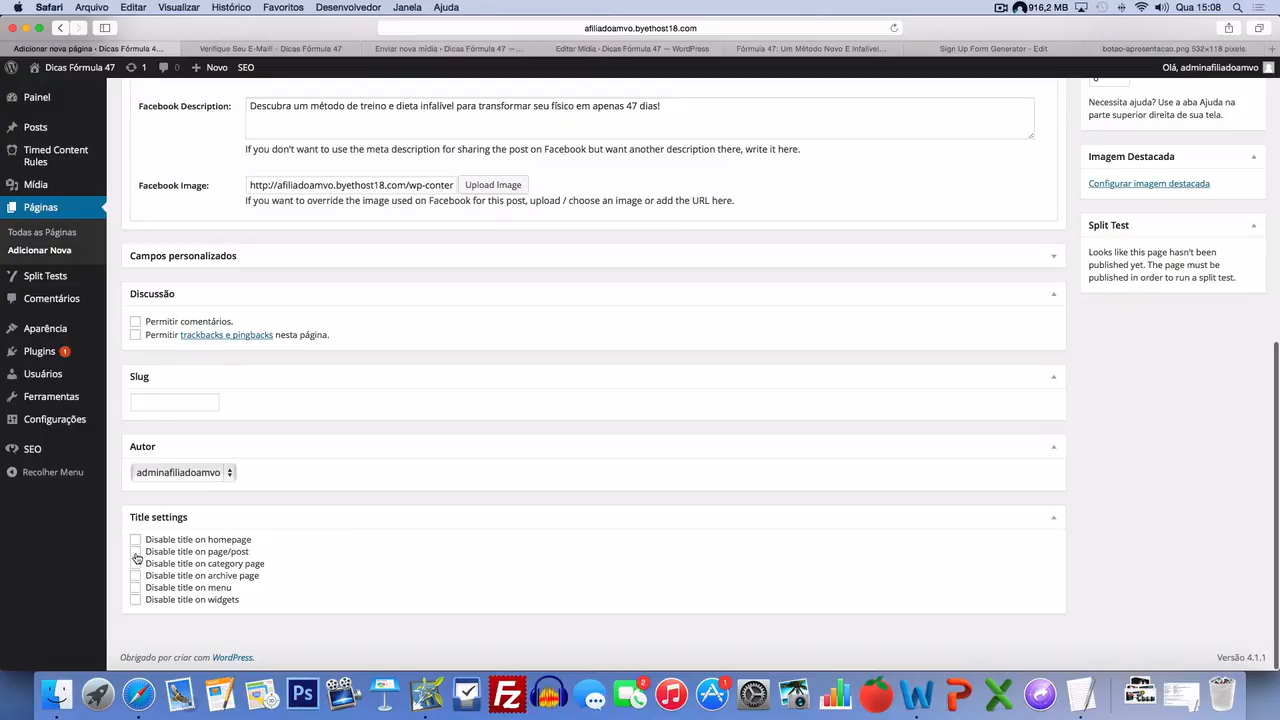 Safari Arquivo Editar Visualizar Histórico Favoritos Desenvolvedor Janela Ajuda 916,2 MB Qua 15:08
afiliadoamvo.byethost18.com
Adicionar nova página ‹ Dicas Fórmula 4... Verifique Seu E-Mail! - Dicas Fórmula 47 Enviar nova mídia ‹ Dicas Fórmula 47 —... Editar Mídia ‹ Dicas Fórmula 47 — WordPress Fórmula 47: Um Método Novo E Infalível... Sign Up Form Generator - Edit botao-apresentacao.png 532×118 pixels
Dicas Fórmula 47 1 0 Novo SEO Olá, adminafiliadoamvo
Painel
Posts
Timed Content
Rules
Mídia
Páginas
Todas as Páginas
Adicionar Nova
Split Tests
Comentários
Aparência
Plugins 1
Usuários
Ferramentas
Configurações
SEO
Recolher Menu
Facebook Description: Descubra um método de treino e dieta infalível para transformar seu físico em apenas 47 dias!
If you don't want to use the meta description for sharing the post on Facebook but want another description there, write it here.
Facebook Image: http://afiliadoamvo.byethost18.com/wp-conter Upload Image
If you want to override the image used on Facebook for this post, upload / choose an image or add the URL here.
Campos personalizados
Discussão
Permitir comentários.
Permitir trackbacks e pingbacks nesta página.
Slug
Autor
adminafiliadoamvo
Title settings
Disable title on homepage
Disable title on page/post
Disable title on category page
Disable title on archive page
Disable title on menu
Disable title on widgets
Necessita ajuda? Use a aba Ajuda na
parte superior direita de sua tela.
Imagem Destacada
Configurar imagem destacada
Split Test
Looks like this page hasn't been
published yet. The page must be
published in order to run a split test.
Obrigado por criar com WordPress. Versão 4.1.1
Ps Fz 2 1